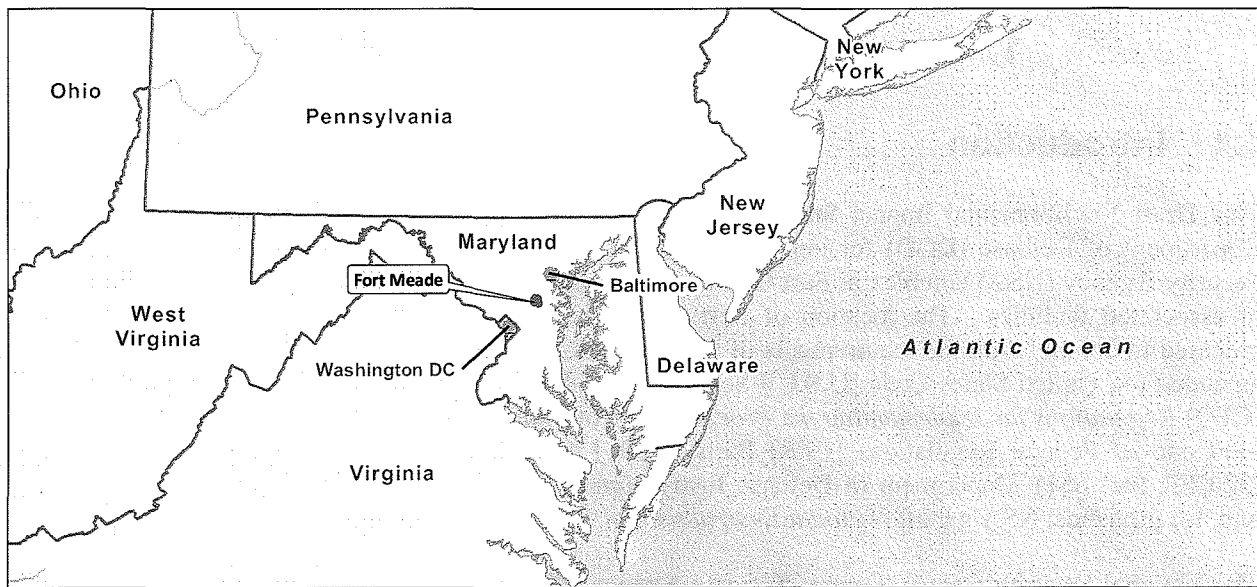 New
York
Ohio
Pennsylvania
New
Jersey
Maryland
Fort Meade
Baltimore
West
Virginia
Washington DC
Delaware
Atlantic Ocean
Virginia